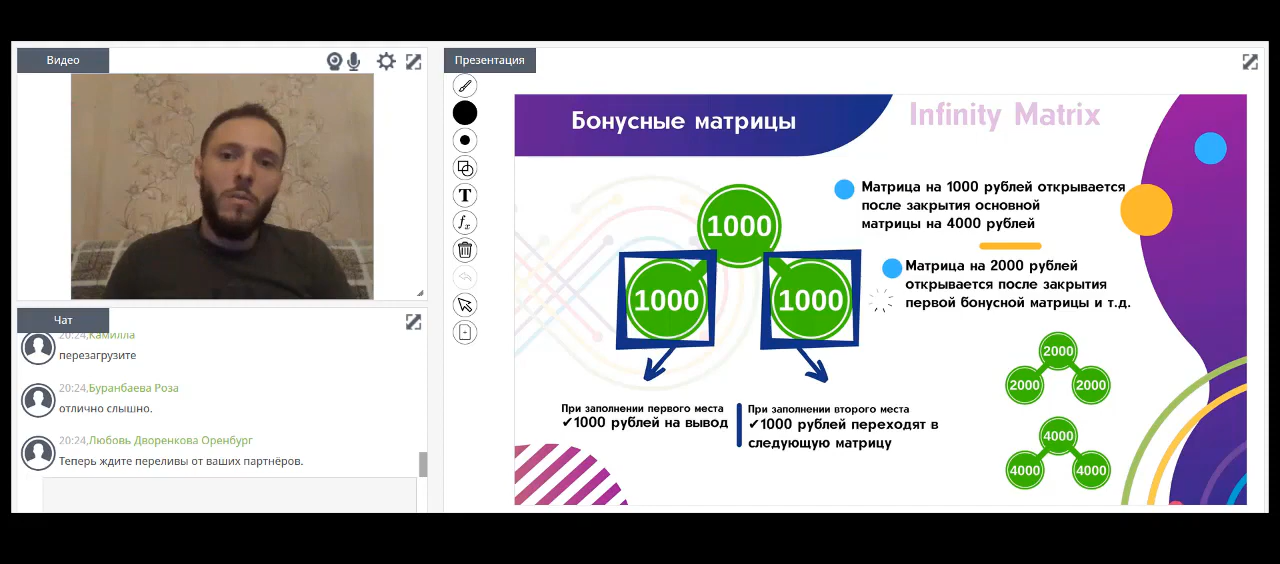 Видео
Чат
20:24,Камилла
перезагрузите
20:24,Буранбаева Роза
отлично слышно.
20:24,Любовь Дворенкова Оренбург
Теперь ждите переливы от ваших партнёров.
Презентация
T
fx
Бонусные матрицы
Infinity Matrix
1000
1000
1000
Матрица на 1000 рублей открывается
после закрытия основной
матрицы на 4000 рублей
Матрица на 2000 рублей
открывается после закрытия
первой бонусной матрицы и т.д.
При заполнении первого места
✓1000 рублей на вывод
При заполнении второго места
✓1000 рублей переходят в
следующую матрицу
2000
2000
2000
4000
4000
4000